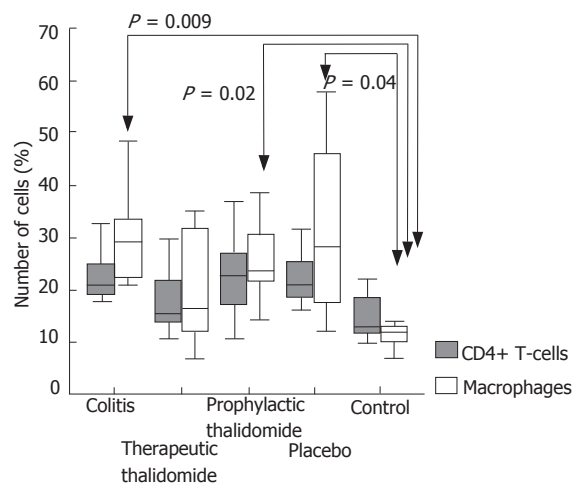 P = 0.009
P = 0.02
P = 0.04
Number of cells (%)
70
60
50
40
30
20
10
0
Colitis
Therapeutic
thalidomide
Prophylactic
thalidomide
Placebo
Control
CD4+ T-cells
Macrophages